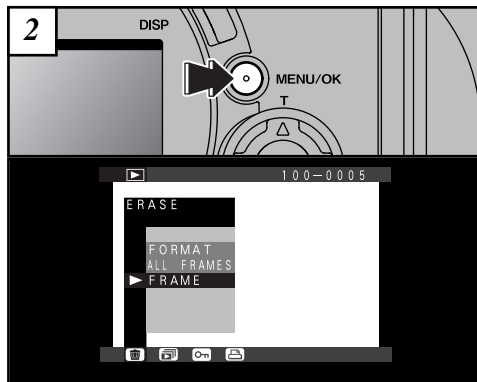 2
DISP
MENU/OK
T
100-0005
ERASE
FORMAT
ALL FRAMES
FRAME